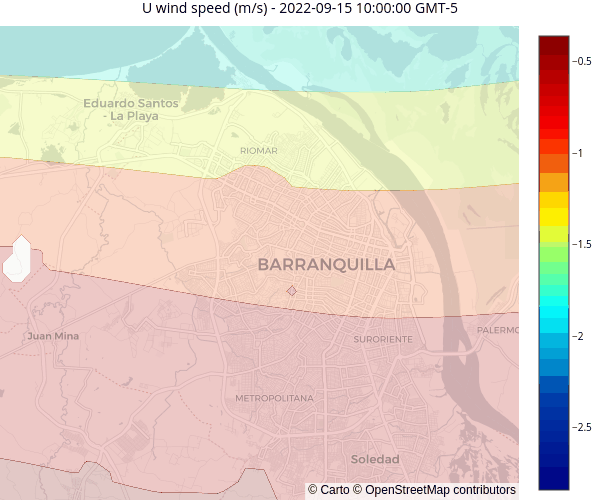 U wind speed (m/s) - 2022-09-15 10:00:00 GMT-5
−0.5
Eduardo Santos
- La Playa
RIOMAR
−1
−1.5
BARRANQUILLA
Juan Mina
SURORIENTE
PALERMO
−2
METROPOLITANA
−2.5
Soledad
© Carto © OpenStreetMap contributors